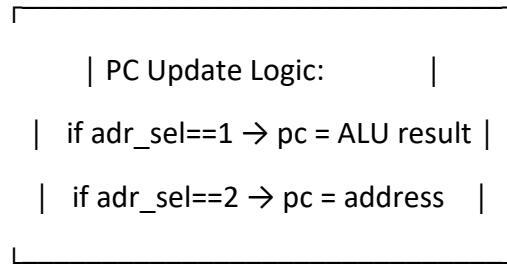 | PC Update Logic: |
| if adr_sel==1 → pc = ALU result |
| if adr_sel==2 → pc = address |